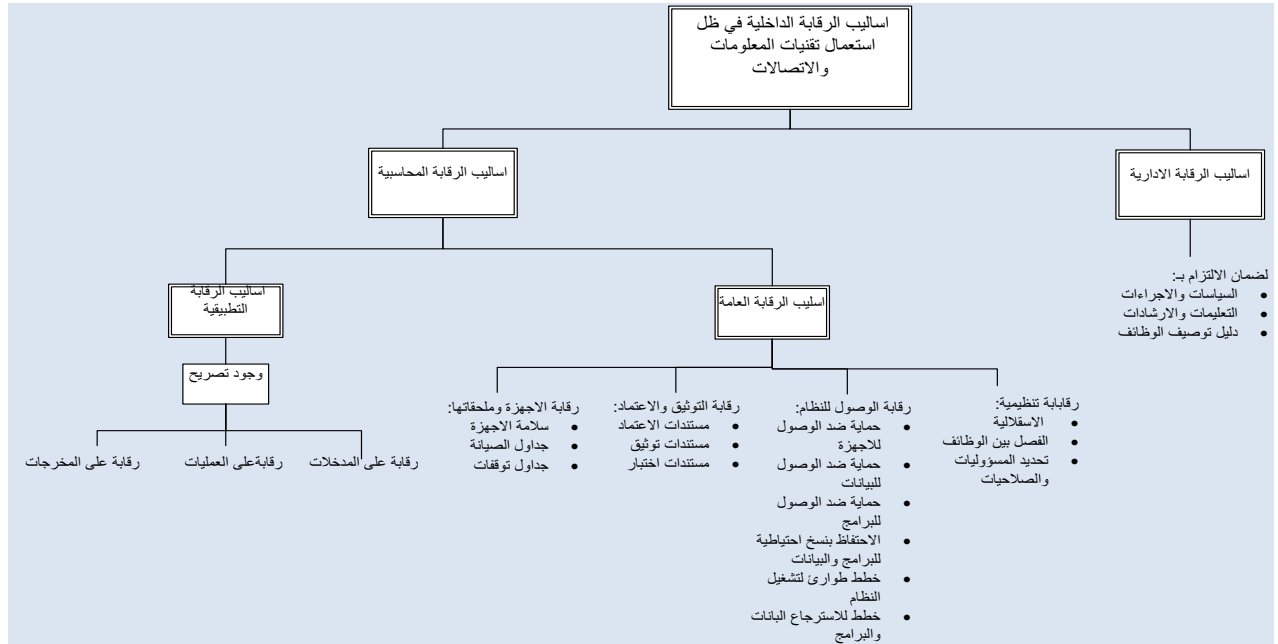 اساليب الرقابة الداخلية في ظل
استعمال تقنيات المعلومات
والاتصالات
اساليب الرقابة الادارية
اساليب الرقابة المحاسبية
لضمان الالتزام بـ:
• السياسات والاجراءات
• التعليمات والارشادات
• دليل توصيف الوظائف
اسليب الرقابة العامة
اساليب الرقابة
التطبيقية
وجود تصريح
رقابابة تنظيمية:
• الاسقلالية
• الفصل بين الوظائف
• تحديد المسؤوليات
والصلاحيات
رقابة الوصول للنظام:
• حماية ضد الوصول
للاجهزة
• حماية ضد الوصول
للبيانات
• حماية ضد الوصول
للبرامج
• الاحتفاظ بنسخ احتياطية
للبرامج والبيانات
• خطط طوارئ لتشغيل
النظام
• خطط للاسترجاع البانات
والبرامج
رقابة التوثيق والاعتماد:
• مستندات الاعتماد
• مستندات توثيق
• مستندات اختبار
رقابة الاجهزة وملحقاتها:
• سلامة الاجهزة
• جداول الصيانة
• جداول توقفات
رقابة على المدخلات
رقابةعلى العمليات
رقابة على المخرجات